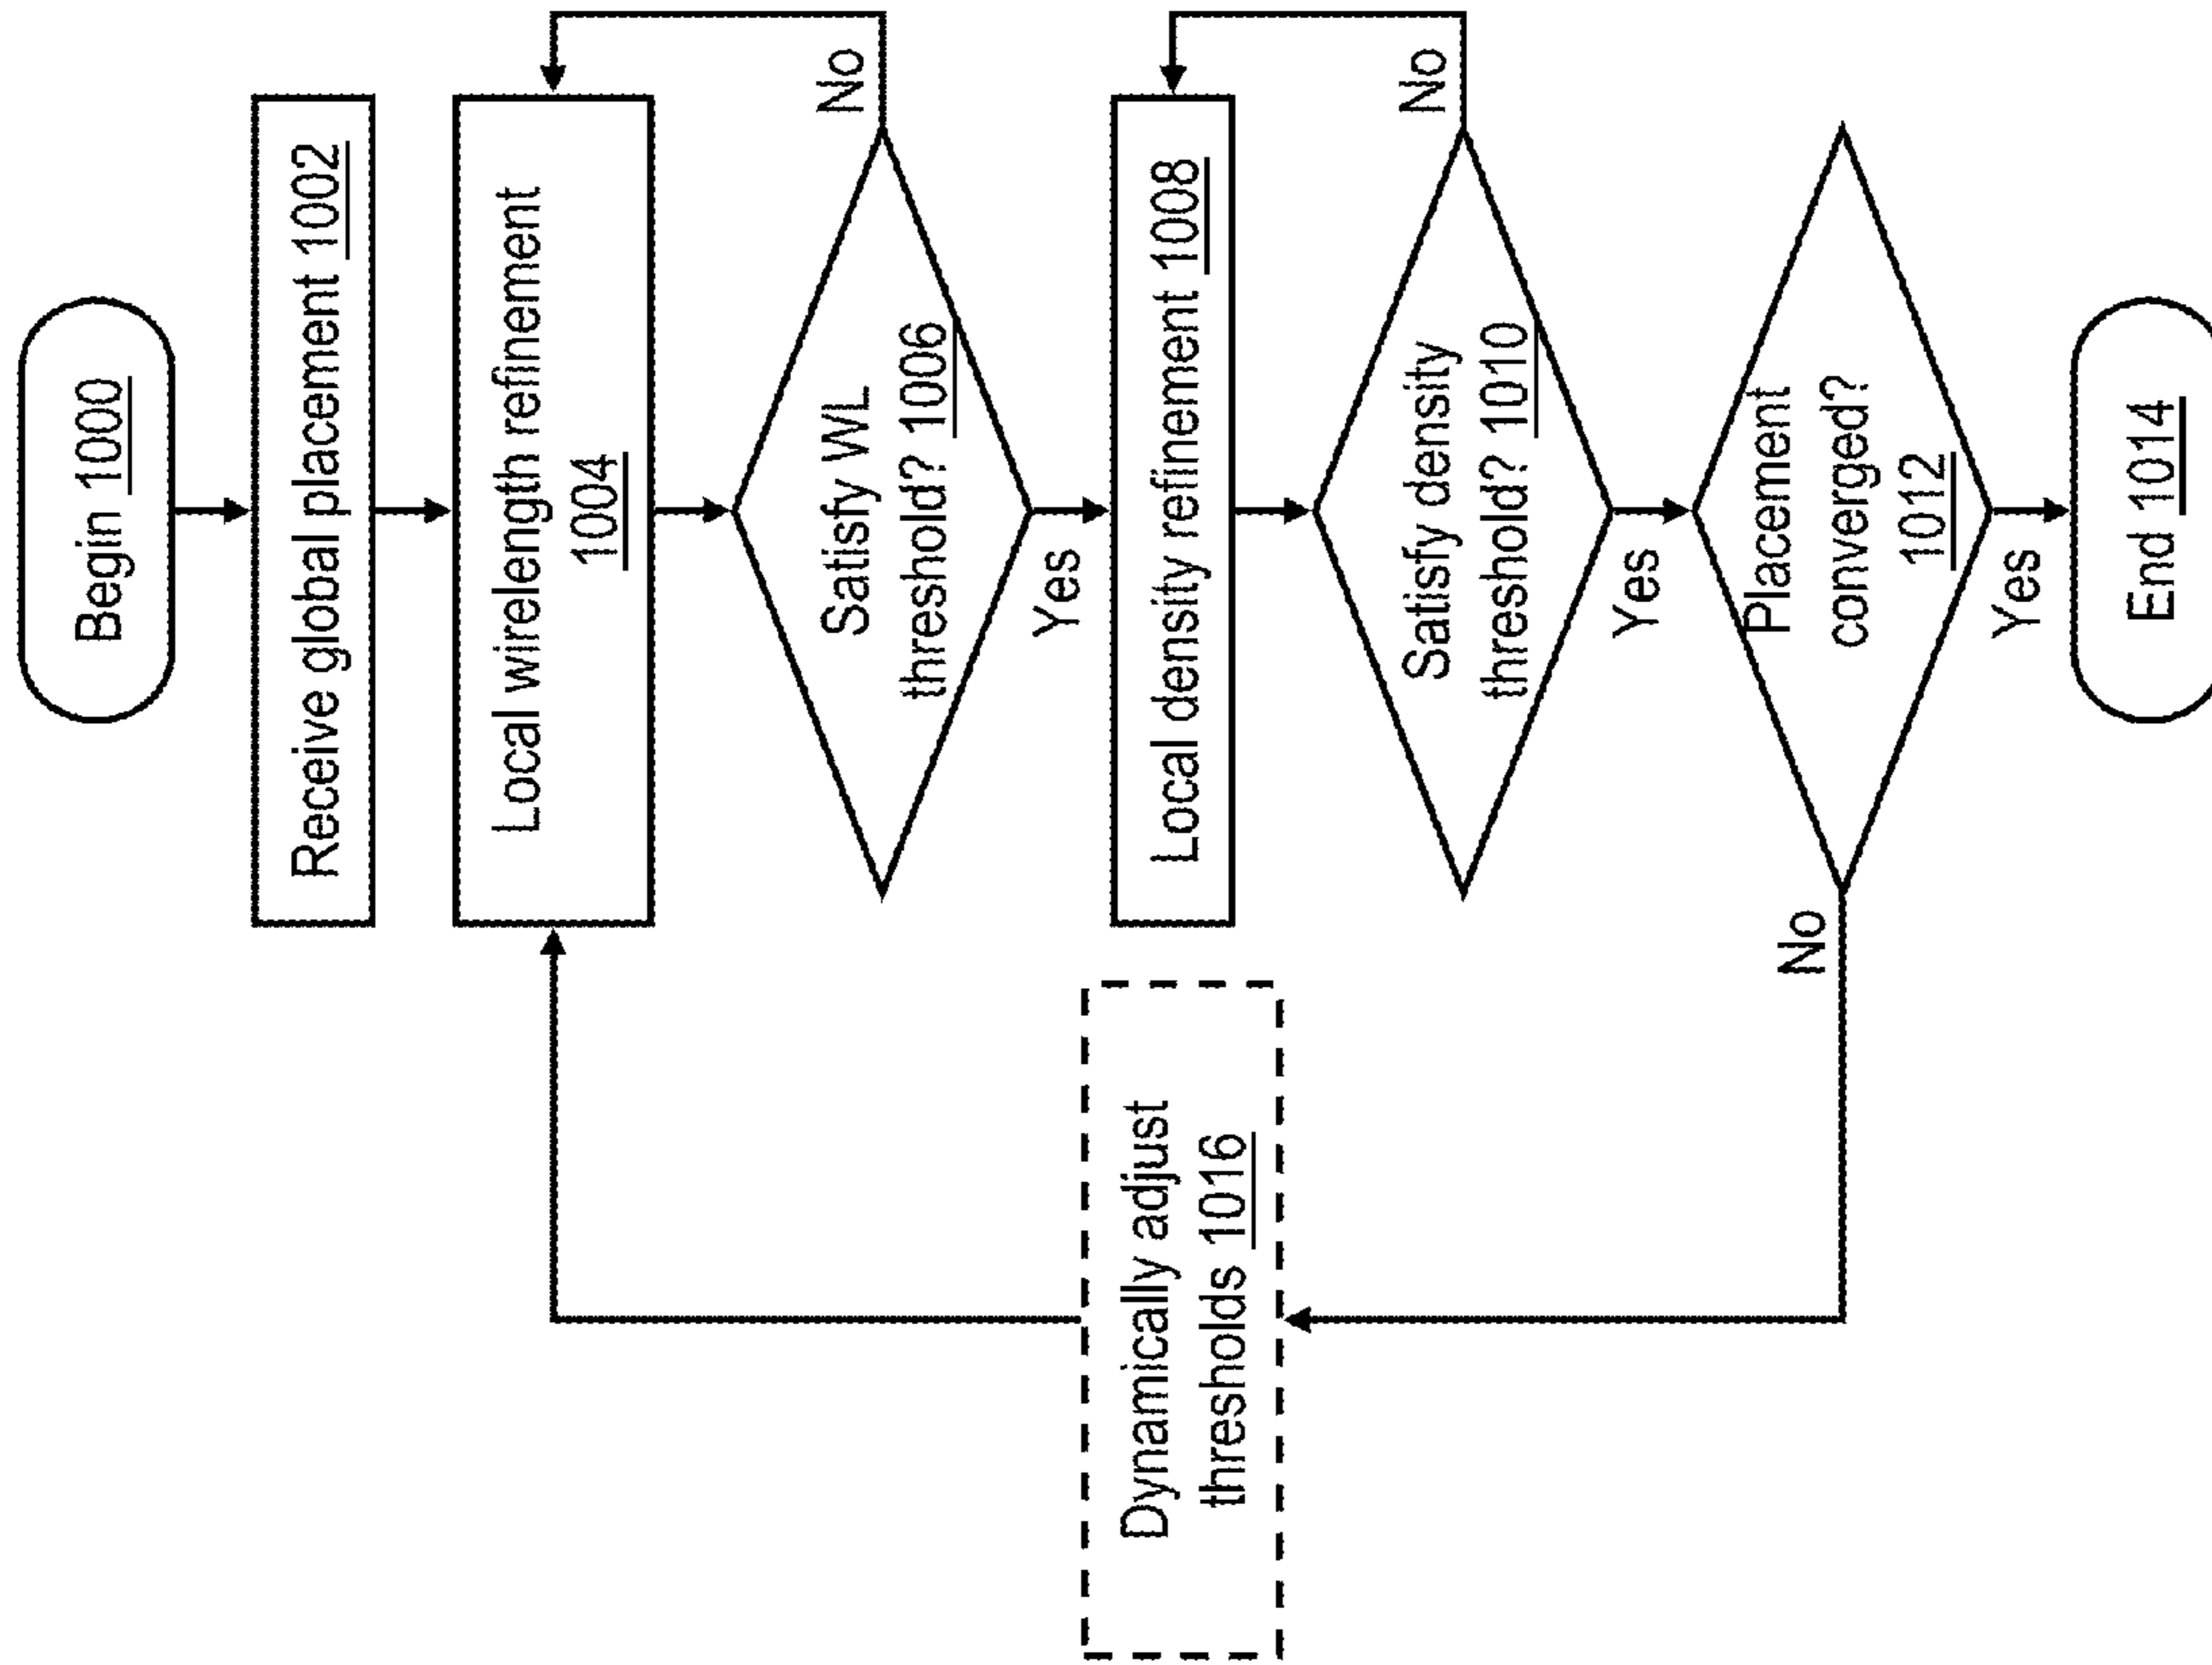 Begin 1000
Receive global placement 1002
Local wirelength refinement
1004
Satisfy WL
threshold? 1006
No
Yes
Local density refinement 1008
Satisfy density
threshold? 1010
No
Yes
Placement
converged?
1012
No
Yes
End 1014
Dynamically adjust
thresholds 1016